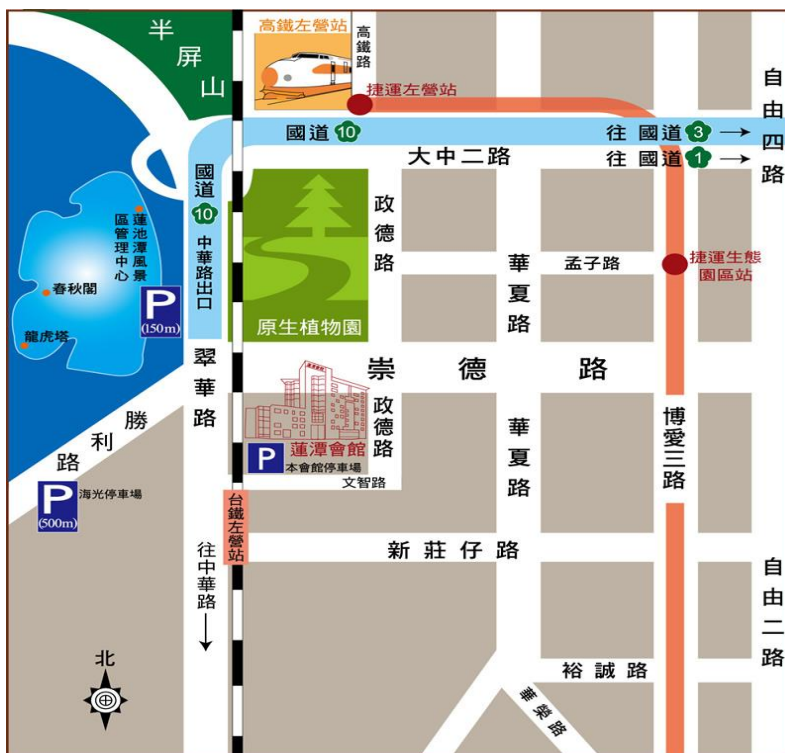 半屏山
高鐵左營站
高鐵路
捷運左營站
自由四路
國道 10
往 國道 3 →
往 國道 1 →
大中二路
國道 10 中華路出口
政德路
蓮池潭風景
區管理中心
華夏路
孟子路
捷運生態
園區站
春秋閣
P
(150m)
龍虎塔
原生植物園
翠華路
崇德路
勝利路
政德路
華夏路
博愛三路
蓮潭會館
P
本會館停車場
文智路
P
(500m)
海光停車場
台鐵左營站
往中華路
新莊仔路
自由二路
北
裕誠路
華榮路